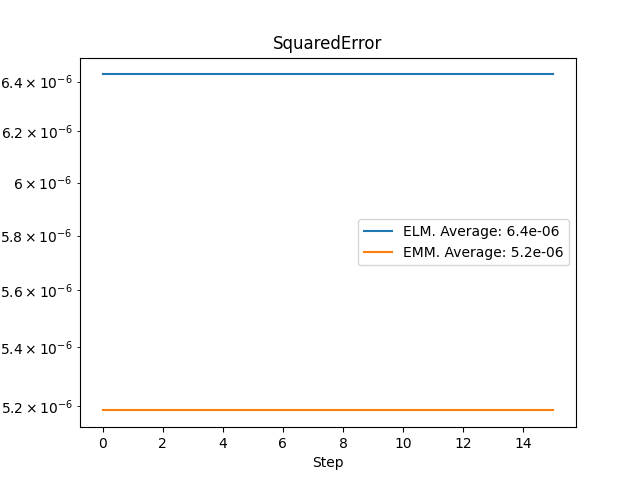 SquaredError
6.4 × 10⁻⁶
6.2 × 10⁻⁶
6 × 10⁻⁶
5.8 × 10⁻⁶
5.6 × 10⁻⁶
5.4 × 10⁻⁶
5.2 × 10⁻⁶
ELM. Average: 6.4e-06
EMM. Average: 5.2e-06
0 2 4 6 8 10 12 14
Step